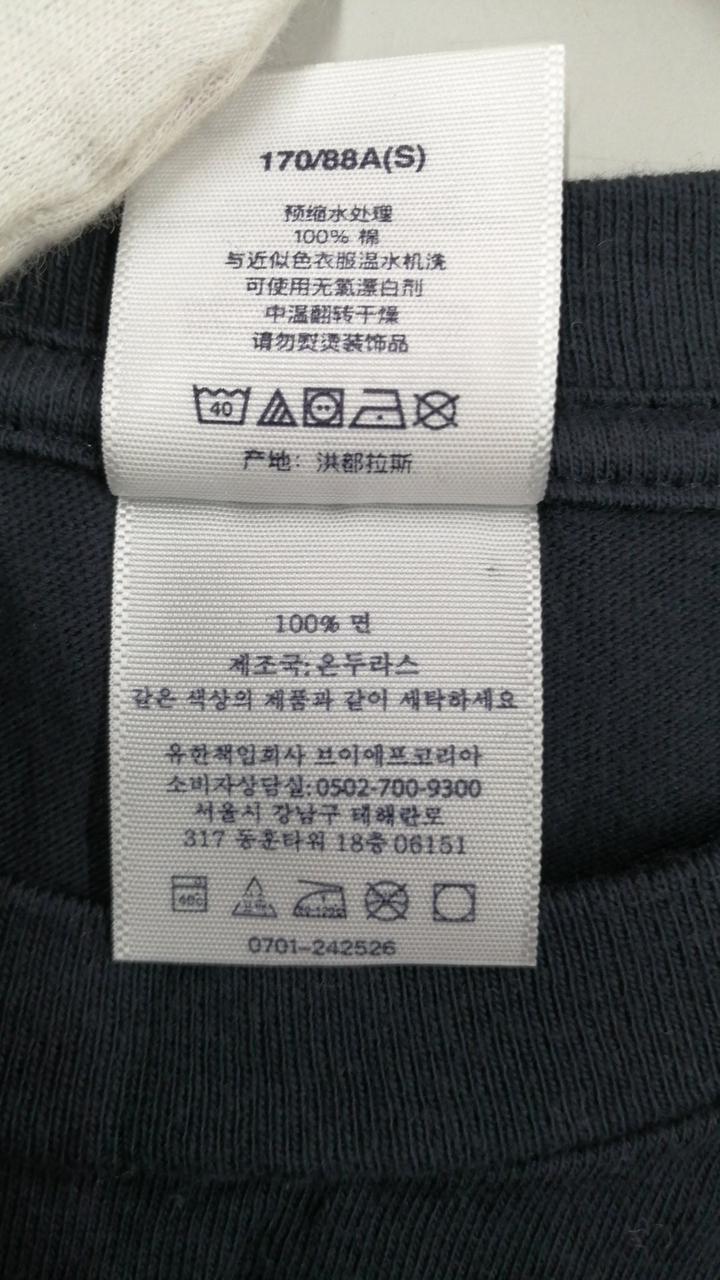 170/88A(S)
预缩水处理
100% 棉
与近似色衣服温水机洗
可使用无氯漂白剂
中温翻转干燥
请勿熨烫装饰品
40
产地：洪都拉斯
100% 면
제조국:온두라스
같은 색상의 제품과 같이 세탁하세요
유한책임회사 브이에프코리아
소비자상담실:0502-700-9300
서울시 강남구 테헤란로
317 동훈타워 18층 06151
0701-242526